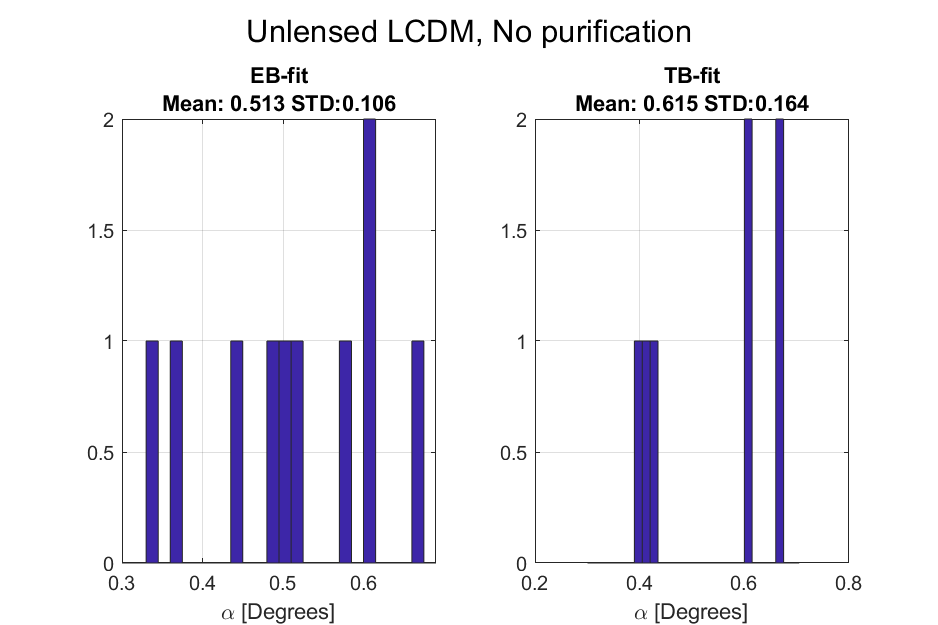 Unlensed LCDM, No purification
EB-fit
Mean: 0.513 STD:0.106
2
1.5
1
0.5
0
0.3 0.4 0.5 0.6
α [Degrees]
TB-fit
Mean: 0.615 STD:0.164
2
1.5
1
0.5
0
0.2 0.4 0.6 0.8
α [Degrees]